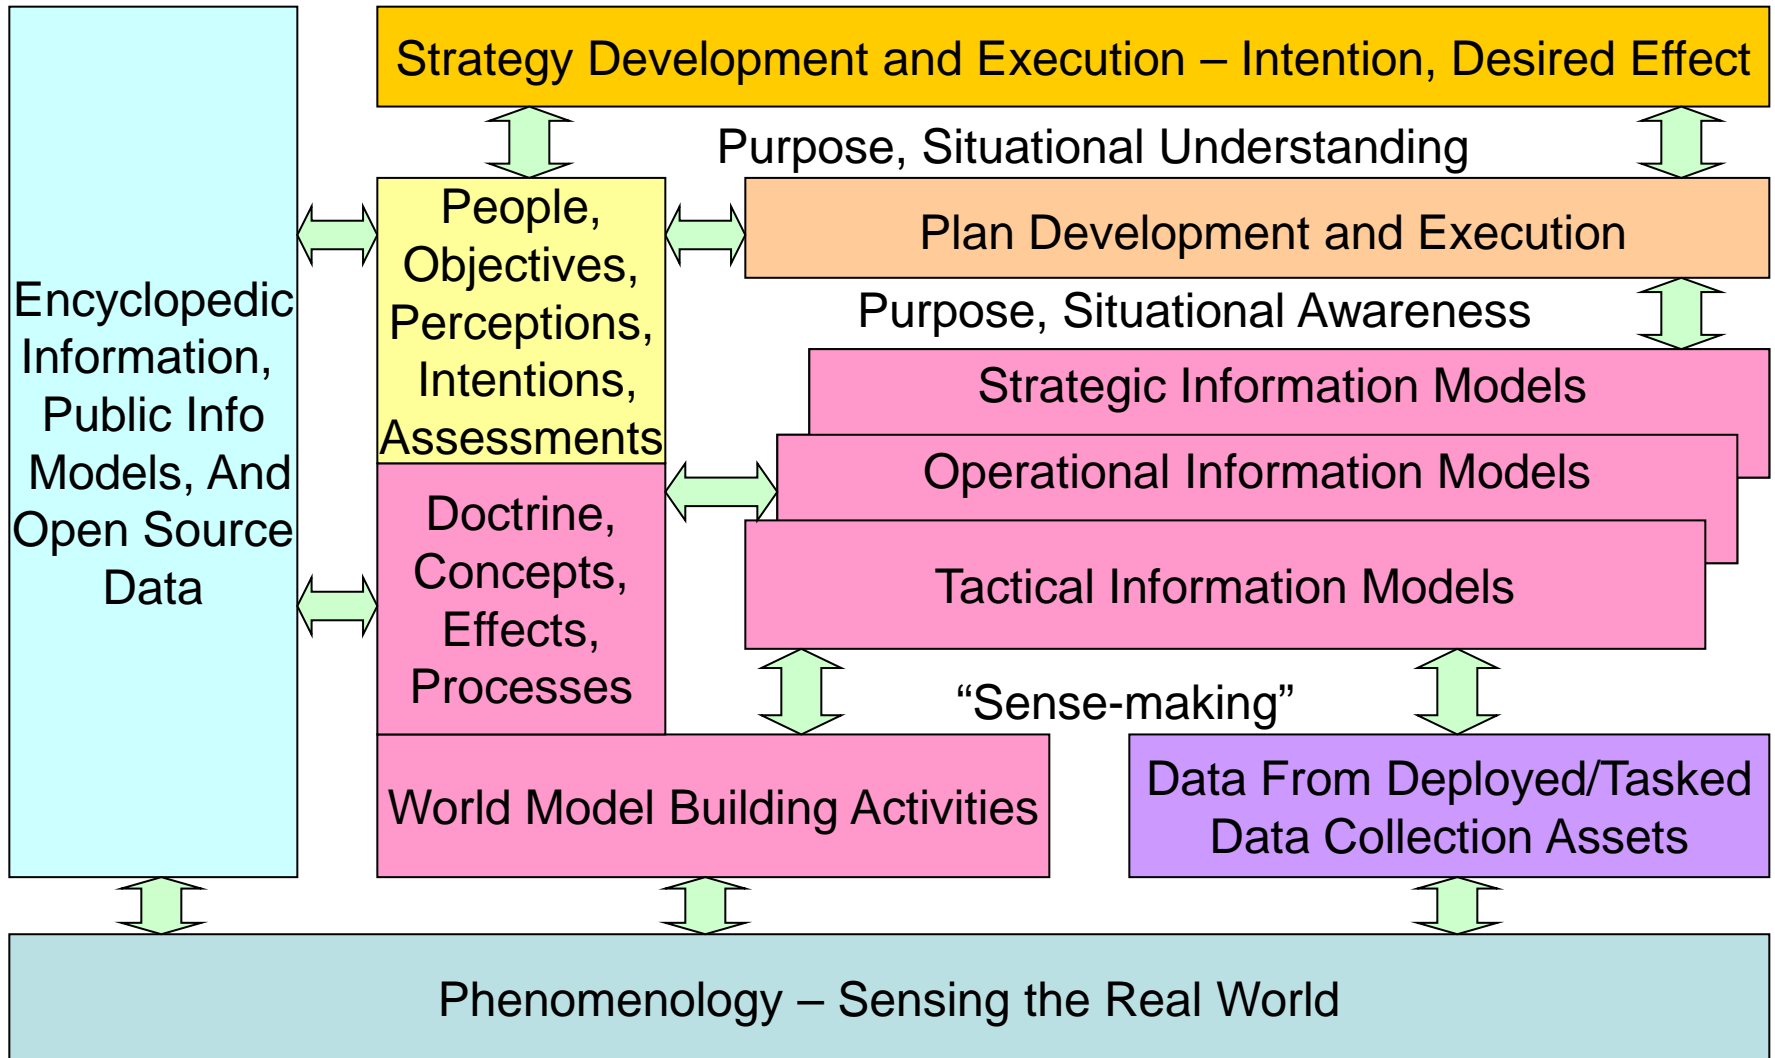 Strategy Development and Execution – Intention, Desired Effect
Purpose, Situational Understanding
Encyclopedic
Information,
Public Info
Models, And
Open Source
Data
People,
Objectives,
Perceptions,
Intentions,
Assessments
Plan Development and Execution
Purpose, Situational Awareness
Strategic Information Models
Operational Information Models
Tactical Information Models
Doctrine,
Concepts,
Effects,
Processes
“Sense-making”
World Model Building Activities
Data From Deployed/Tasked
Data Collection Assets
Phenomenology – Sensing the Real World